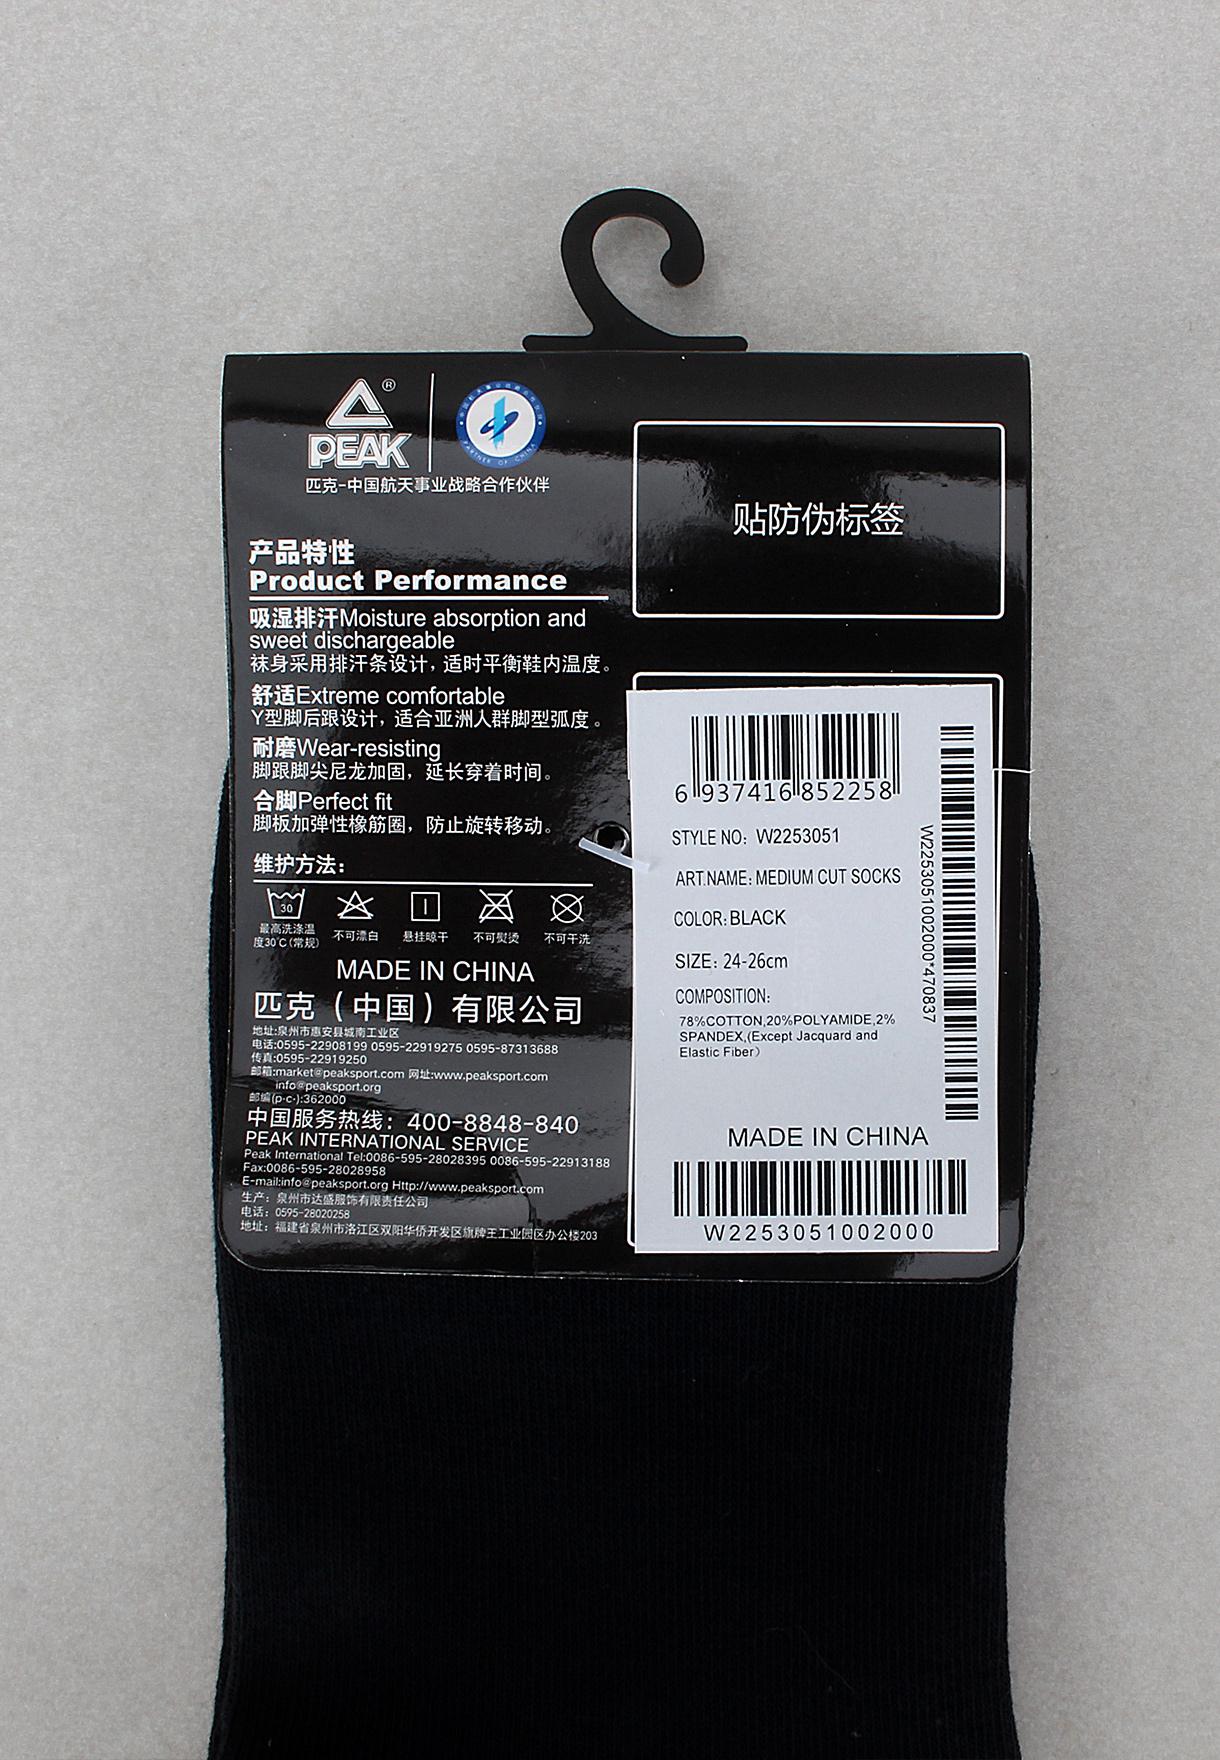 ®
PEAK
PARTNER OF CHINA
匹克-中国航天事业战略合作伙伴
产品特性
Product Performance
吸湿排汗Moisture absorption and
sweet dischargeable
袜身采用排汗条设计，适时平衡鞋内温度。
舒适Extreme comfortable
Y型脚后跟设计，适合亚洲人群脚型弧度。
耐磨Wear-resisting
脚跟脚尖尼龙加固，延长穿着时间。
合脚Perfect fit
脚板加弹性橡筋圈，防止旋转移动。
维护方法：
30
最高洗涤温
度30℃(常规)
不可漂白
悬挂晾干
不可熨烫
不可干洗
MADE IN CHINA
匹克（中国）有限公司
地址:泉州市惠安县城南工业区
电话:0595-22908199 0595-22919275 0595-87313688
传真:0595-22919250
邮箱:market@peaksport.com 网址:www.peaksport.com
info@peaksport.org
邮编(p·c·):362000
中国服务热线：400-8848-840
PEAK INTERNATIONAL SERVICE
Peak International Tel:0086-595-28028395 0086-595-22913188
Fax:0086-595-28028958
E-mail:info@peaksport.org Http://www.peaksport.com
生产：泉州市达盛服饰有限责任公司
电话：0595-28020258
地址：福建省泉州市洛江区双阳华侨开发区旗牌王工业园区办公楼203
贴防伪标签
6 937416 852258
STYLE NO: W2253051
ART.NAME: MEDIUM CUT SOCKS
COLOR: BLACK
SIZE: 24-26cm
COMPOSITION:
78%COTTON,20%POLYAMIDE,2%
SPANDEX,(Except Jacquard and
Elastic Fiber）
W2253051002000*470837
MADE IN CHINA
W2253051002000